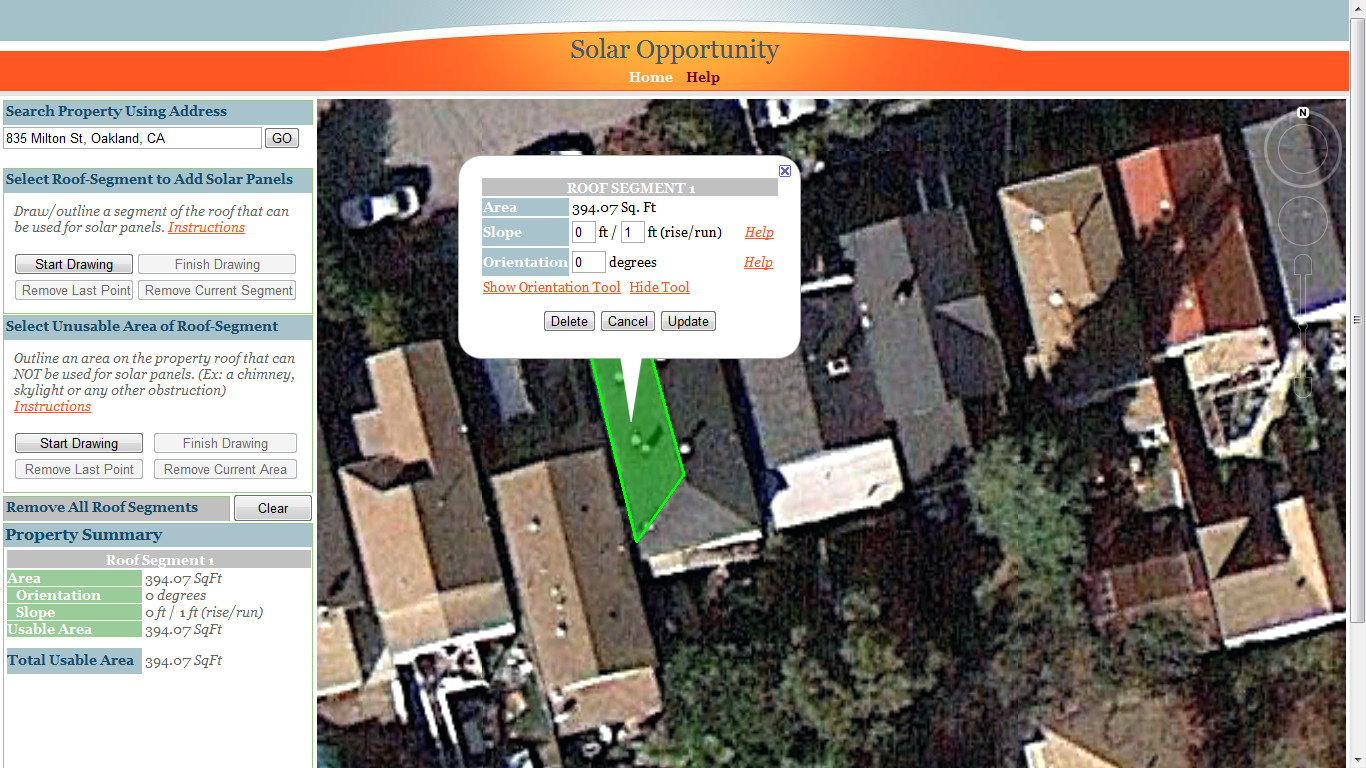 Solar Opportunity
Home Help
Search Property Using Address
835 Milton St, Oakland, CA GO
Select Roof-Segment to Add Solar Panels
Draw/outline a segment of the roof that can
be used for solar panels. Instructions
Start Drawing Finish Drawing
Remove Last Point Remove Current Segment
Select Unusable Area of Roof-Segment
Outline an area on the property roof that can
NOT be used for solar panels. (Ex: a chimney,
skylight or any other obstruction)
Instructions
Start Drawing Finish Drawing
Remove Last Point Remove Current Area
Remove All Roof Segments Clear
Property Summary
Roof Segment 1
Area 394.07 SqFt
Orientation 0 degrees
Slope 0 ft / 1 ft (rise/run)
Usable Area 394.07 SqFt
Total Usable Area 394.07 SqFt
ROOF SEGMENT 1
Area 394.07 Sq. Ft
Slope 0 ft / 1 ft (rise/run) Help
Orientation 0 degrees Help
Show Orientation Tool Hide Tool
Delete Cancel Update
N